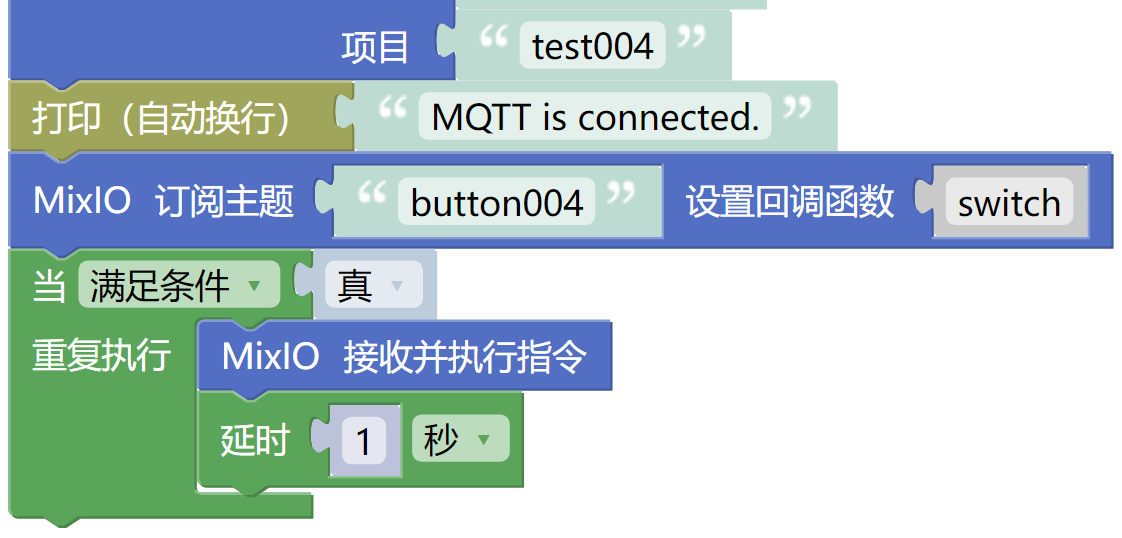 项目 “ test004 ”
打印（自动换行） “ MQTT is connected. ”
MixIO 订阅主题 “ button004 ” 设置回调函数 switch
当 满足条件 真
重复执行 MixIO 接收并执行指令
延时 1 秒